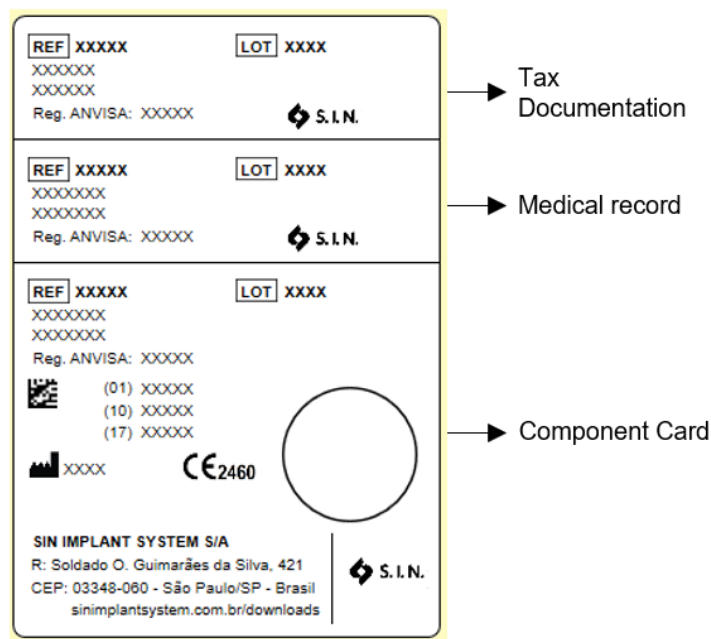 REF XXXXX LOT XXXX
XXXXXX
XXXXXX
Reg. ANVISA: XXXXX S.I.N.
Tax
Documentation
REF XXXXX LOT XXXX
XXXXXXX
XXXXXXX
Reg. ANVISA: XXXXX S.I.N.
Medical record
REF XXXXX LOT XXXX
XXXXXXX
XXXXXXX
Reg. ANVISA: XXXXX
(01) XXXXX
(10) XXXXX
(17) XXXXX
XXXX CE2460
Component Card
SIN IMPLANT SYSTEM S/A
R: Soldado O. Guimarães da Silva, 421
CEP: 03348-060 - São Paulo/SP - Brasil
sinimplantsystem.com.br/downloads
S.I.N.